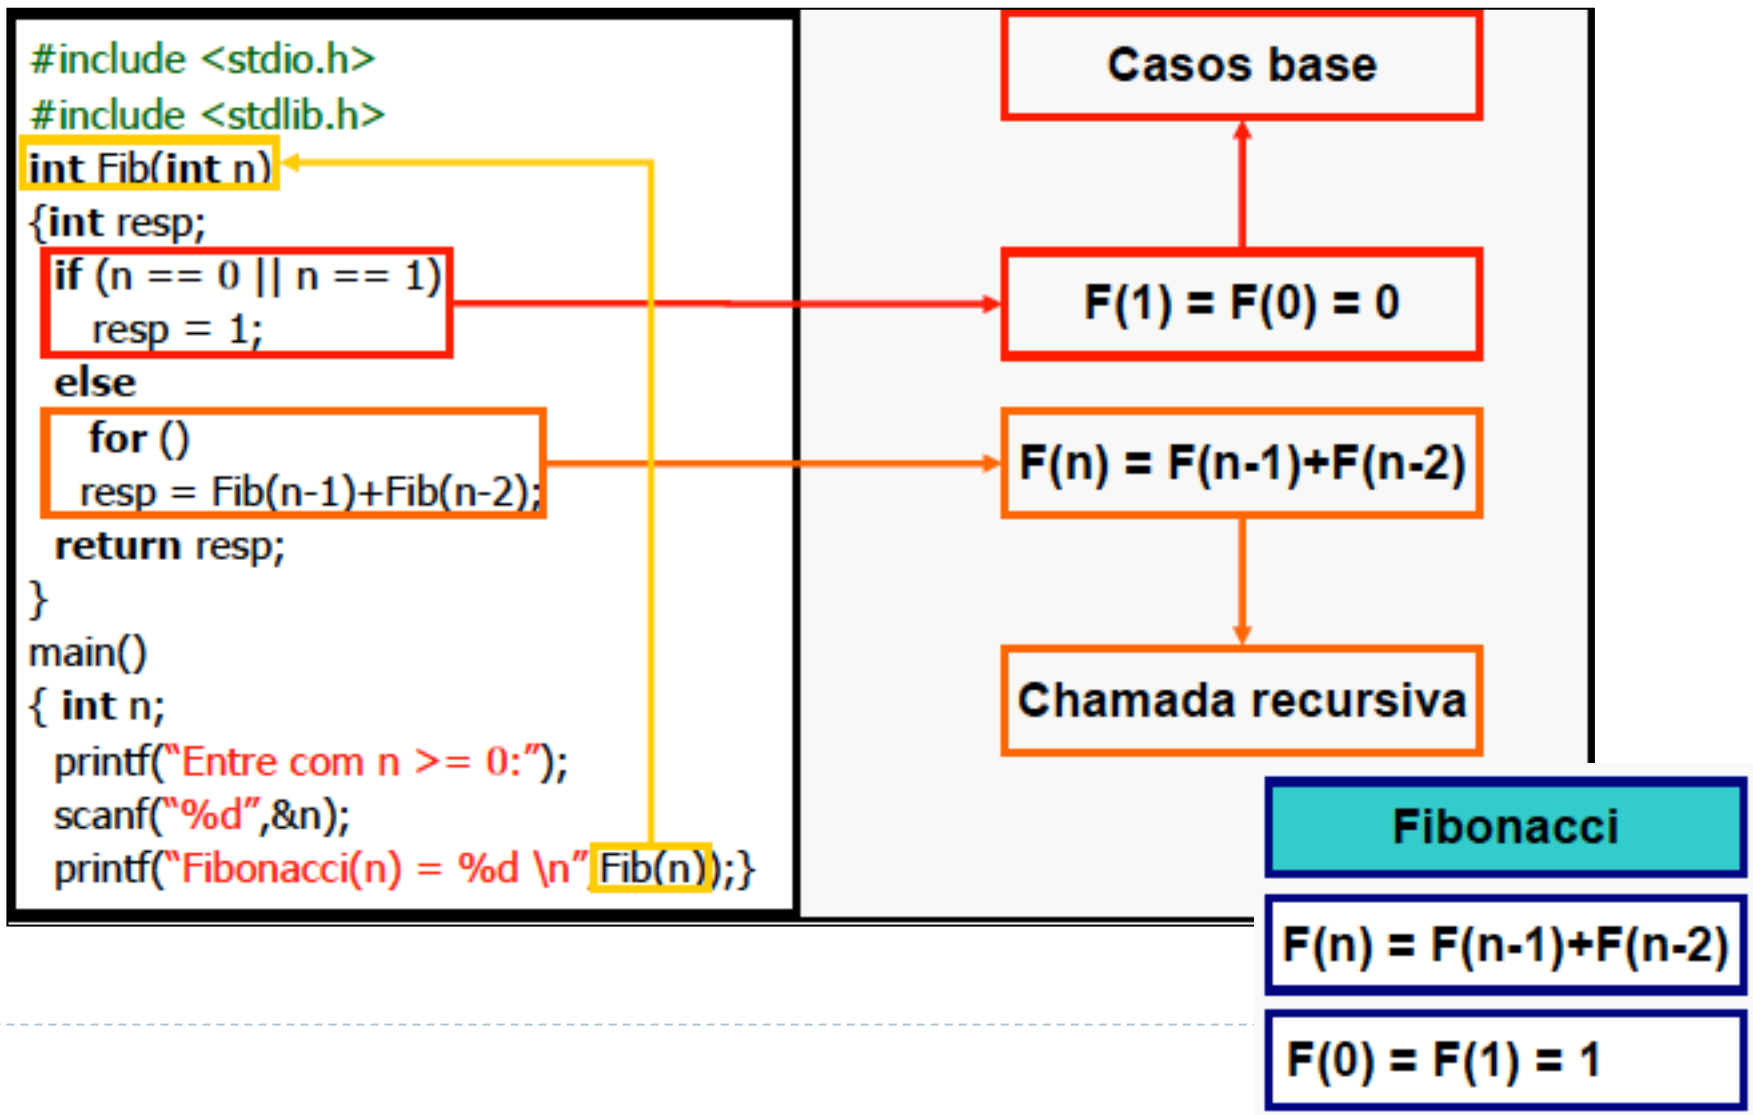 #include <stdio.h>
#include <stdlib.h>
int Fib(int n)
{int resp;
if (n == 0 || n == 1)
resp = 1;
else
for ()
resp = Fib(n-1)+Fib(n-2);
return resp;
}
main()
{ int n;
printf(“Entre com n >= 0:”);
scanf(“%d”,&n);
printf(“Fibonacci(n) = %d \n”,Fib(n));}
Casos base
F(1) = F(0) = 0
F(n) = F(n-1)+F(n-2)
Chamada recursiva
Fibonacci
F(n) = F(n-1)+F(n-2)
F(0) = F(1) = 1